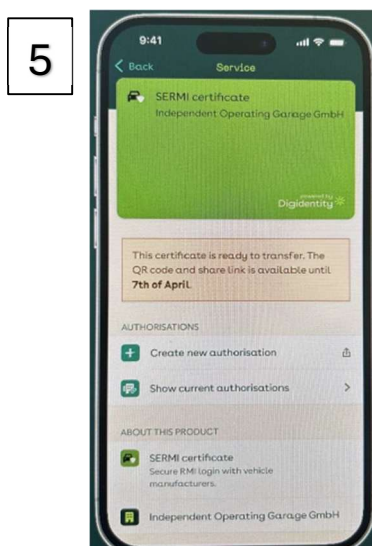 5
9:41
Back
Service
SERMI certificate
Independent Operating Garage GmbH
powered by
Digidentity
This certificate is ready to transfer. The
QR code and share link is available until
7th of April.
AUTHORISATIONS
Create new authorisation
Show current authorisations
ABOUT THIS PRODUCT
SERMI certificate
Secure RMI login with vehicle
manufacturers.
Independent Operating Garage GmbH